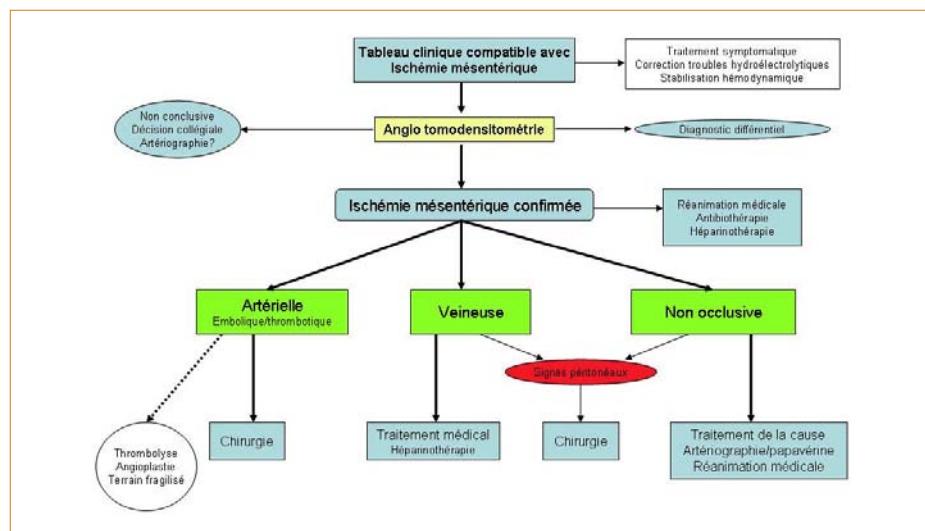 Tableau clinique compatible avec
Ischémie mésentérique
Traitement symptomatique
Correction troubles hydroélectrolytiques
Stabilisation hémodynamique
Non conclusive
Décision collégiale
Artériographie?
Angio tomodensitométrie
Diagnostic différentiel
Ischémie mésentérique confirmée
Réanimation médicale
Antibiothérapie
Héparinothérapie
Artérielle
Embolique/thrombotique
Veineuse
Non occlusive
Signes péritonéaux
Thrombolyse
Angioplastie
Terrain fragilisé
Chirurgie
Traitement médical
Héparinothérapie
Chirurgie
Traitement de la cause
Artériographie/papavérine
Réanimation médicale